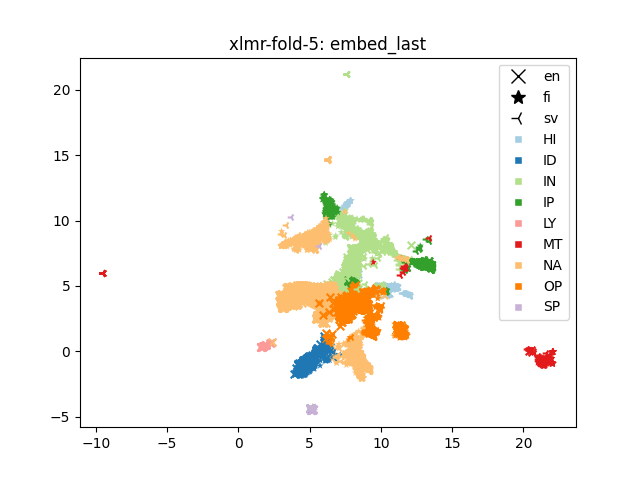 xlmr-fold-5: embed_last
en
fi
sv
HI
ID
IN
IP
LY
MT
NA
OP
SP
20
15
10
5
0
−5
−10
−5
0
5
10
15
20